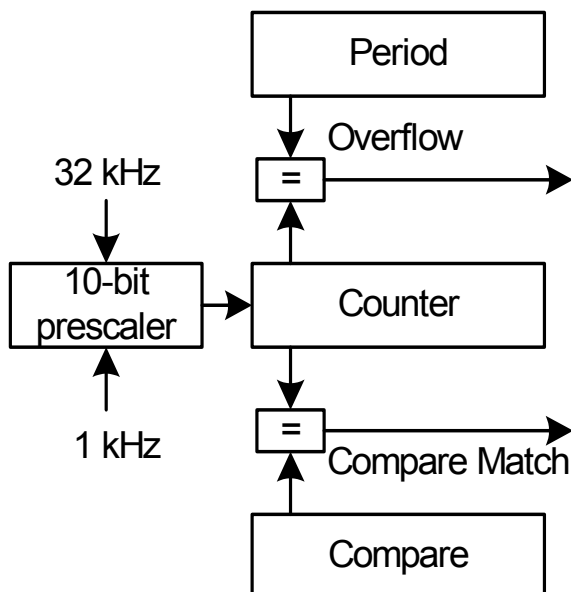 Period
Overflow
=
32 kHz
10-bit
prescaler
Counter
1 kHz
=
Compare Match
Compare